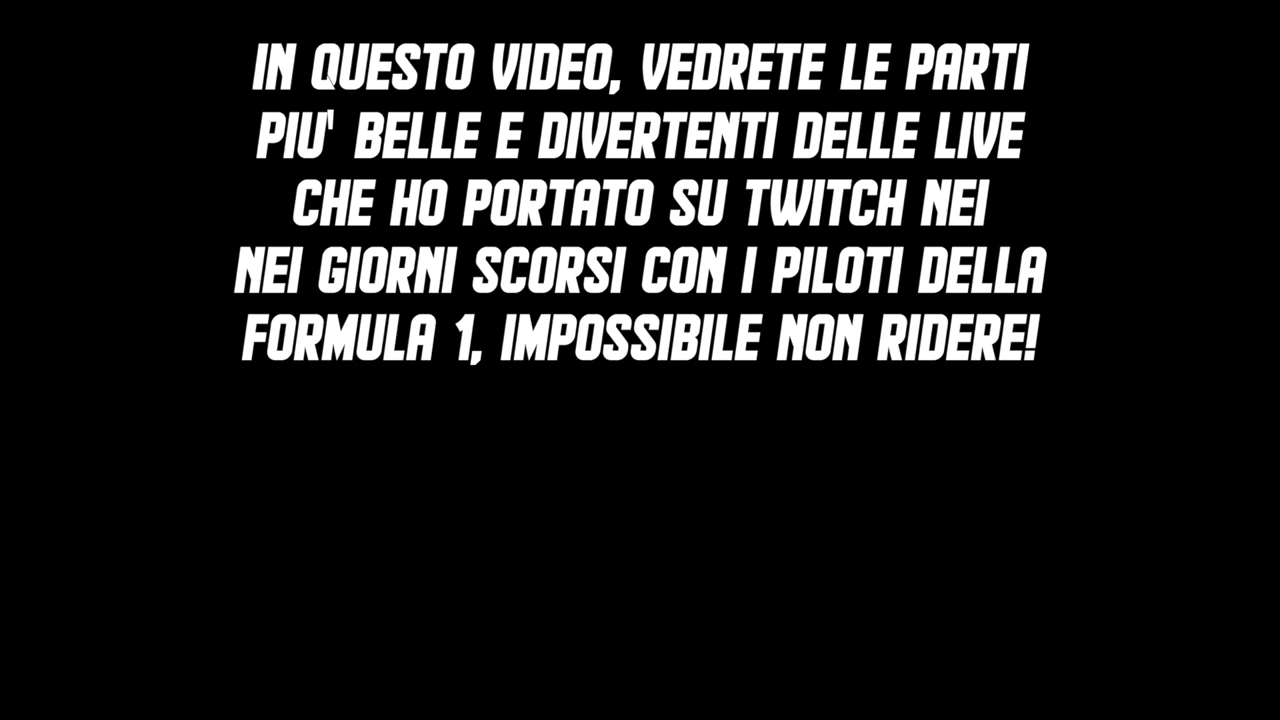 IN QUESTO VIDEO, VEDRETE LE PARTI
PIU' BELLE E DIVERTENTI DELLE LIVE
CHE HO PORTATO SU TWITCH NEI
NEI GIORNI SCORSI CON I PILOTI DELLA
FORMULA 1, IMPOSSIBILE NON RIDERE!